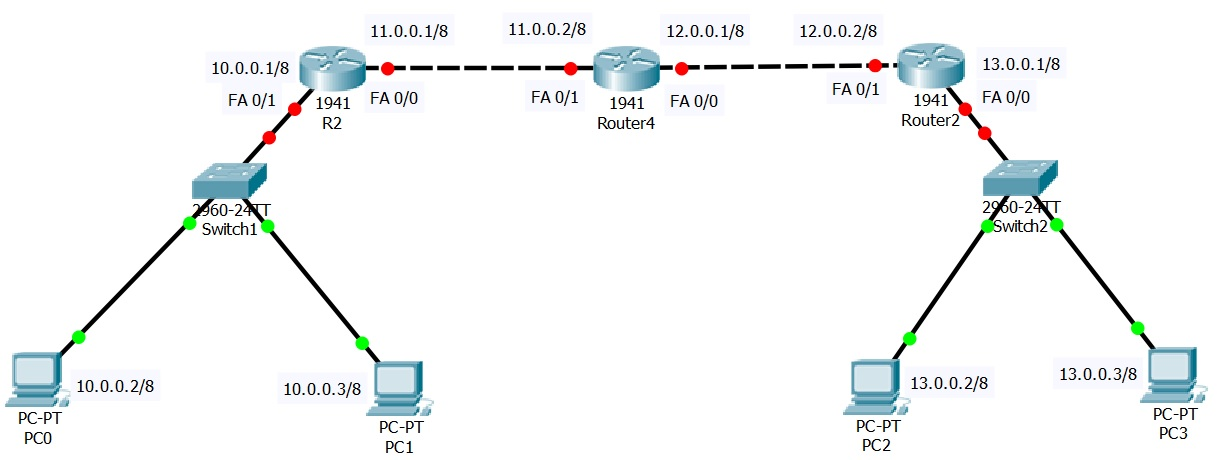 11.0.0.1/8
11.0.0.2/8
12.0.0.1/8
12.0.0.2/8
10.0.0.1/8
13.0.0.1/8
FA 0/1
FA 0/0
FA 0/1
FA 0/0
FA 0/1
FA 0/0
1941
R2
1941
Router4
1941
Router2
2960-24TT
Switch1
2960-24TT
Switch2
10.0.0.2/8
10.0.0.3/8
13.0.0.2/8
13.0.0.3/8
PC-PT
PC0
PC-PT
PC1
PC-PT
PC2
PC-PT
PC3